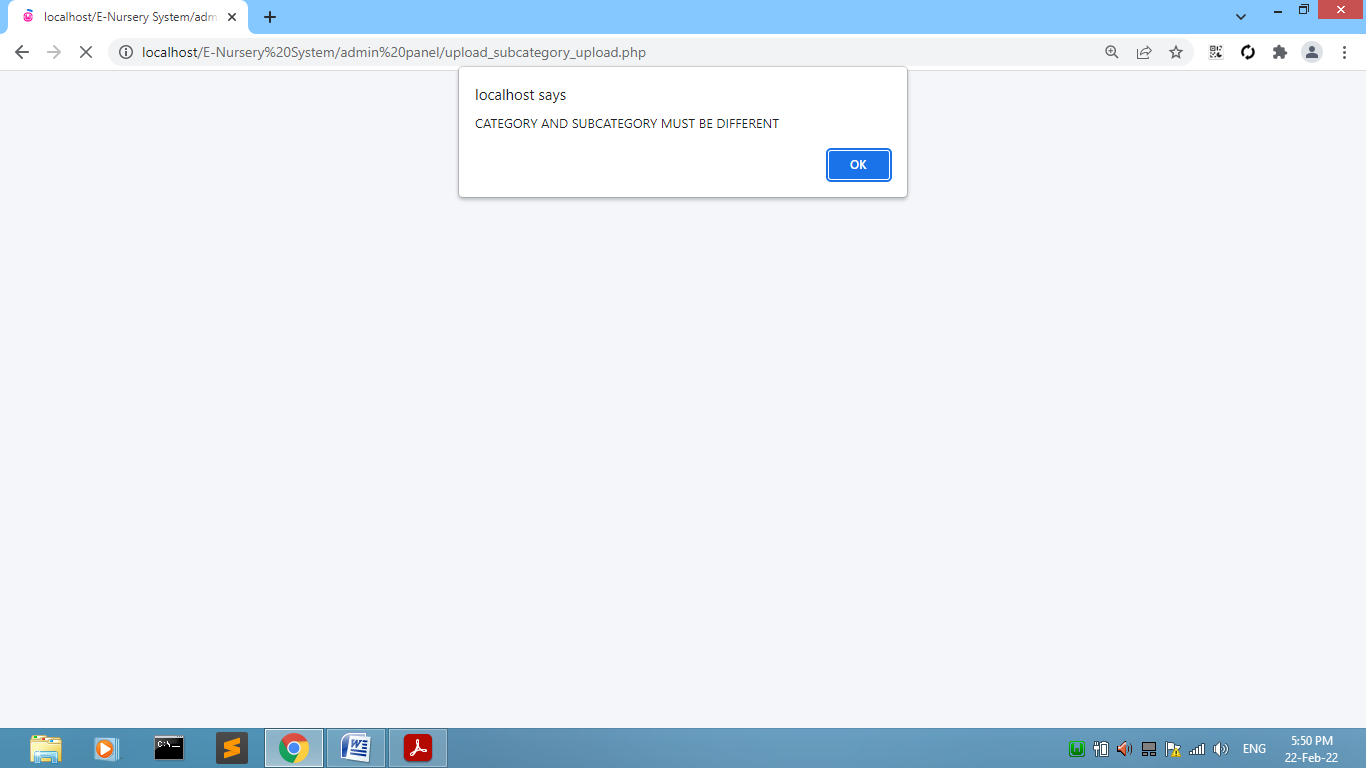 localhost/E-Nursery System/adm
localhost/E-Nursery%20System/admin%20panel/upload_subcategory_upload.php
localhost says
CATEGORY AND SUBCATEGORY MUST BE DIFFERENT
OK
C:\._
W
ENG
5:50 PM
22-Feb-22